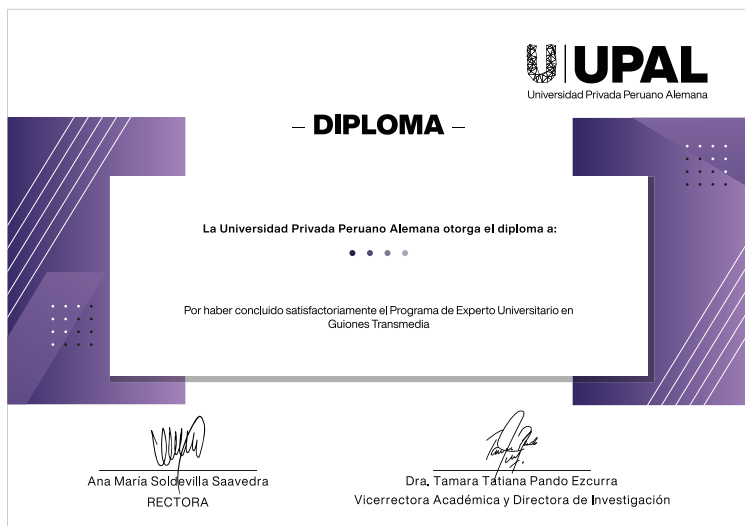 UPAL
Universidad Privada Peruano Alemana
– DIPLOMA –
La Universidad Privada Peruano Alemana otorga el diploma a:
Por haber concluido satisfactoriamente el Programa de Experto Universitario en
Guiones Transmedia
Ana María Soldevilla Saavedra
RECTORA
Dra. Tamara Tatiana Pando Ezcurra
Vicerrectora Académica y Directora de Investigación